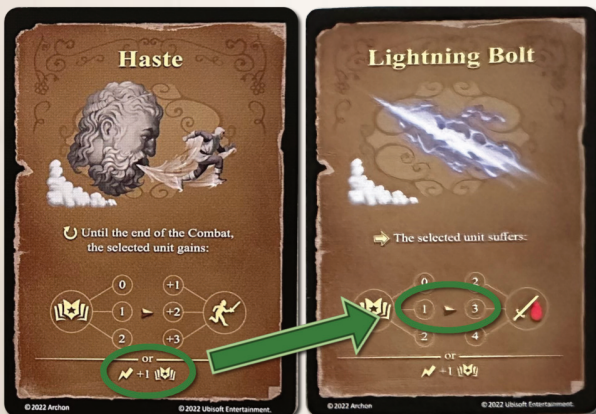 Haste
Until the end of the Combat,
the selected unit gains:
0 +1
1 +2
2 +3
or
+1
©2022 Archon ©2022 Ubisoft Entertainment.
Lightning Bolt
The selected unit suffers:
0 2
1 3
2 4
or
+1
©2022 Archon ©2022 Ubisoft Entertainment.